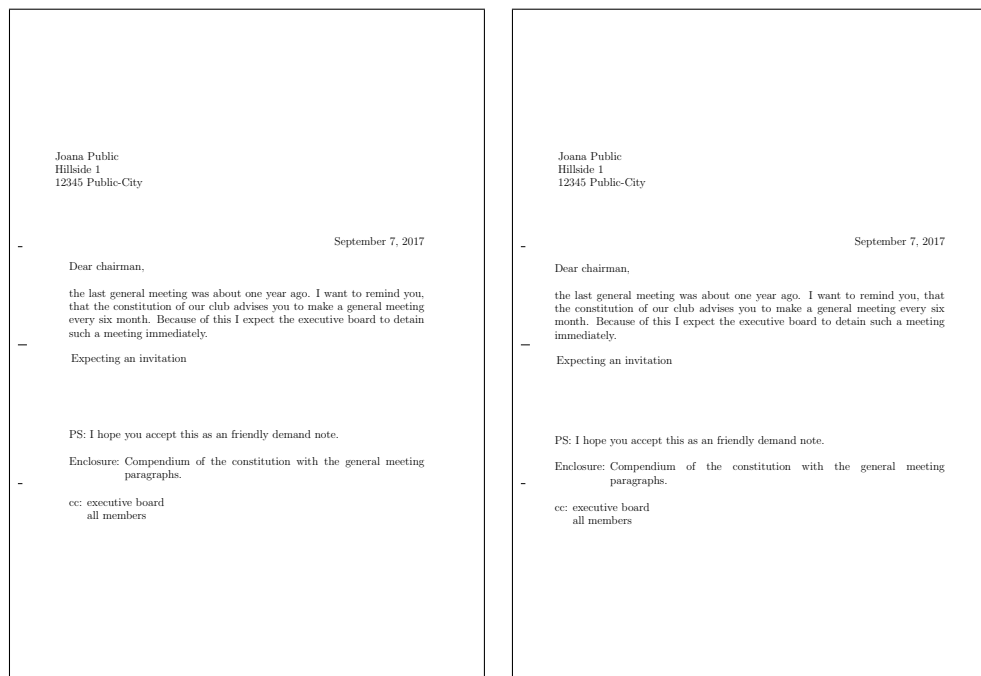 Joana Public
Hillside 1
12345 Public-City
September 7, 2017
Dear chairman,
the last general meeting was about one year ago. I want to remind you,
that the constitution of our club advises you to make a general meeting
every six month. Because of this I expect the executive board to detain
such a meeting immediately.
Expecting an invitation
PS: I hope you accept this as an friendly demand note.
Enclosure: Compendium of the constitution with the general meeting
paragraphs.
cc: executive board
all members
Joana Public
Hillside 1
12345 Public-City
September 7, 2017
Dear chairman,
the last general meeting was about one year ago. I want to remind you, that
the constitution of our club advises you to make a general meeting every six
month. Because of this I expect the executive board to detain such a meeting
immediately.
Expecting an invitation
PS: I hope you accept this as an friendly demand note.
Enclosure: Compendium of the constitution with the general meeting
paragraphs.
cc: executive board
all members